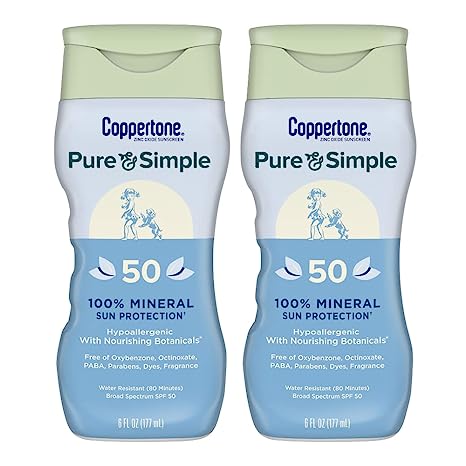 Coppertone®
ZINC OXIDE SUNSCREEN
Pure & Simple
50
100% MINERAL
SUN PROTECTION†
Hypoallergenic
With Nourishing Botanicals*
Free of Oxybenzone, Octinoxate,
PABA, Parabens, Dyes, Fragrance
Water Resistant (80 Minutes)
Broad Spectrum SPF 50
6 FL OZ (177 mL)
Coppertone®
ZINC OXIDE SUNSCREEN
Pure & Simple
50
100% MINERAL
SUN PROTECTION†
Hypoallergenic
With Nourishing Botanicals*
Free of Oxybenzone, Octinoxate,
PABA, Parabens, Dyes, Fragrance
Water Resistant (80 Minutes)
Broad Spectrum SPF 50
6 FL OZ (177 mL)